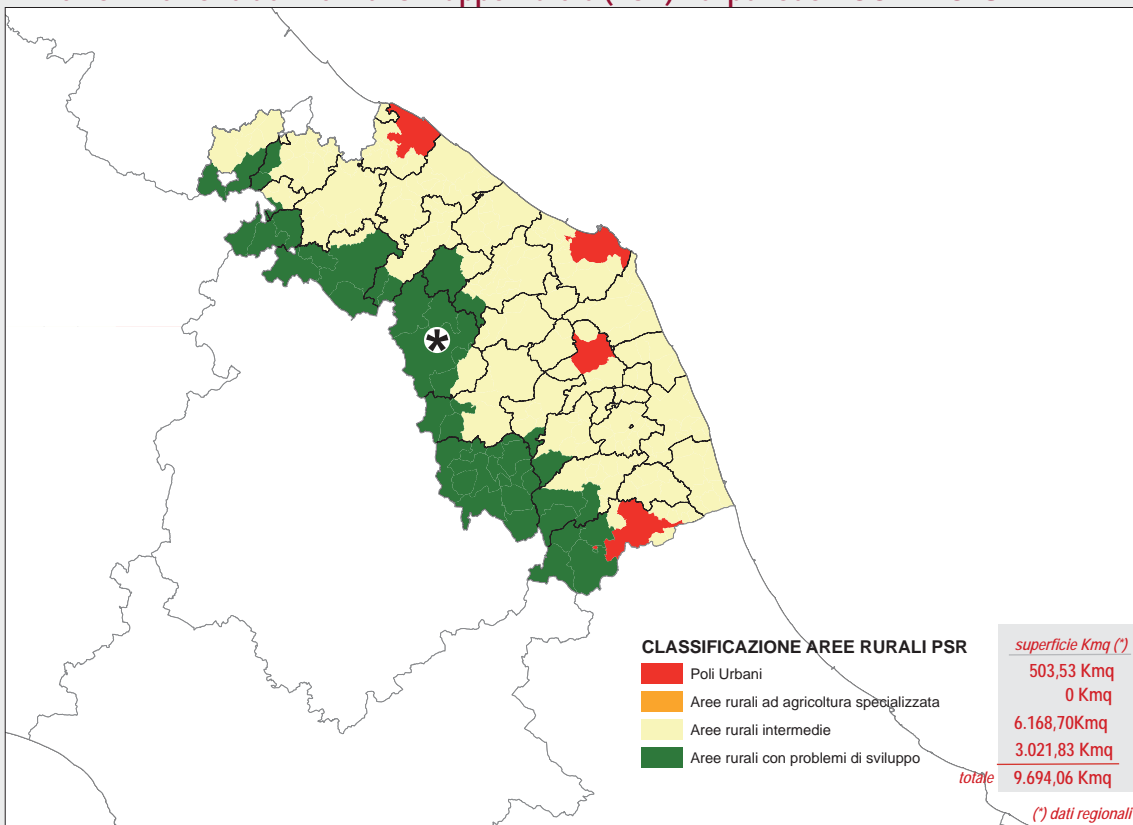 CLASSIFICAZIONE AREE RURALI PSR
superficie Kmq (*)
Poli Urbani
503,53 Kmq
Aree rurali ad agricoltura specializzata
0 Kmq
Aree rurali intermedie
6.168,70Kmq
Aree rurali con problemi di sviluppo
3.021,83 Kmq
totale 9.694,06 Kmq
(*) dati regionali